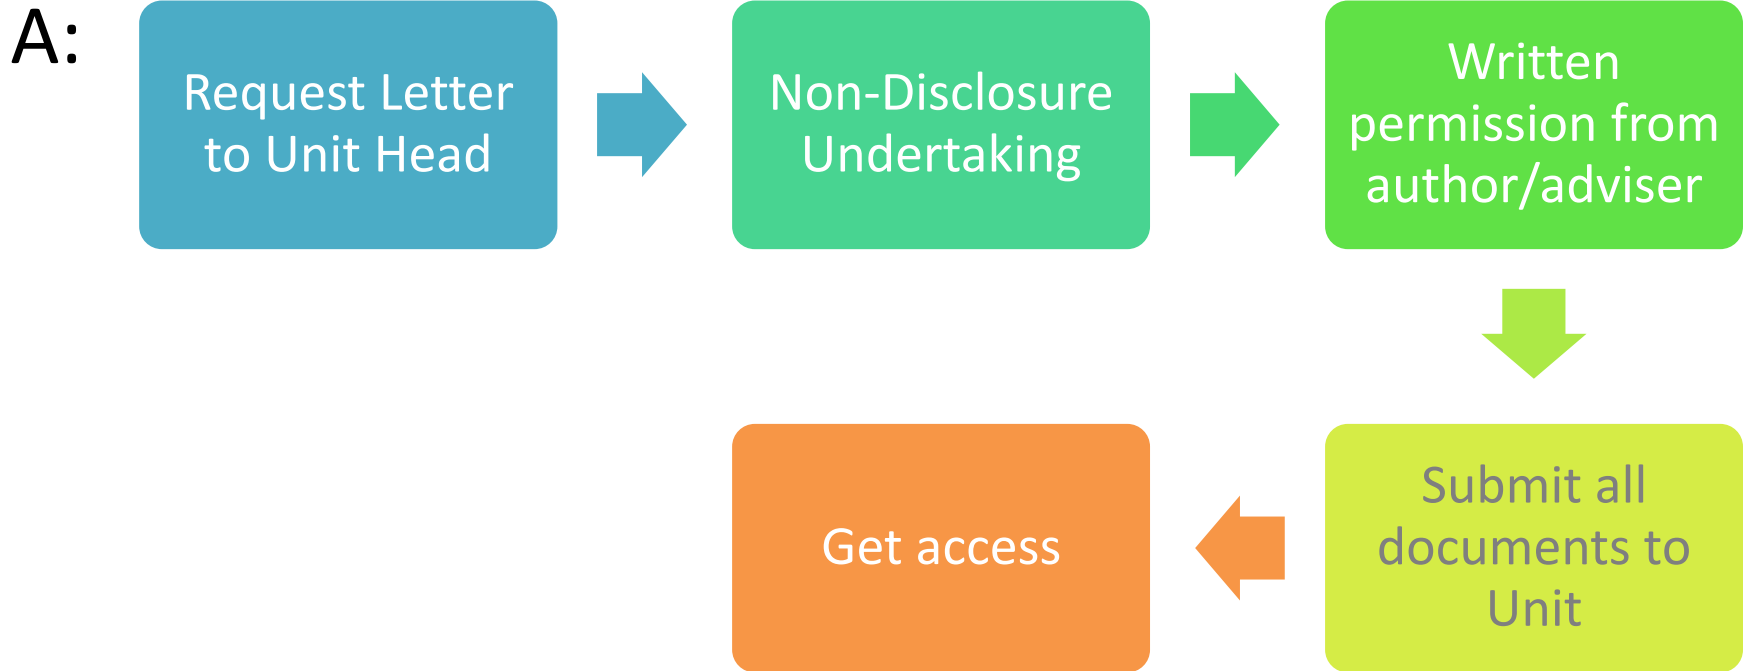 A:
Request Letter
to Unit Head
Non-Disclosure
Undertaking
Written
permission from
author/adviser
Submit all
documents to
Unit
Get access